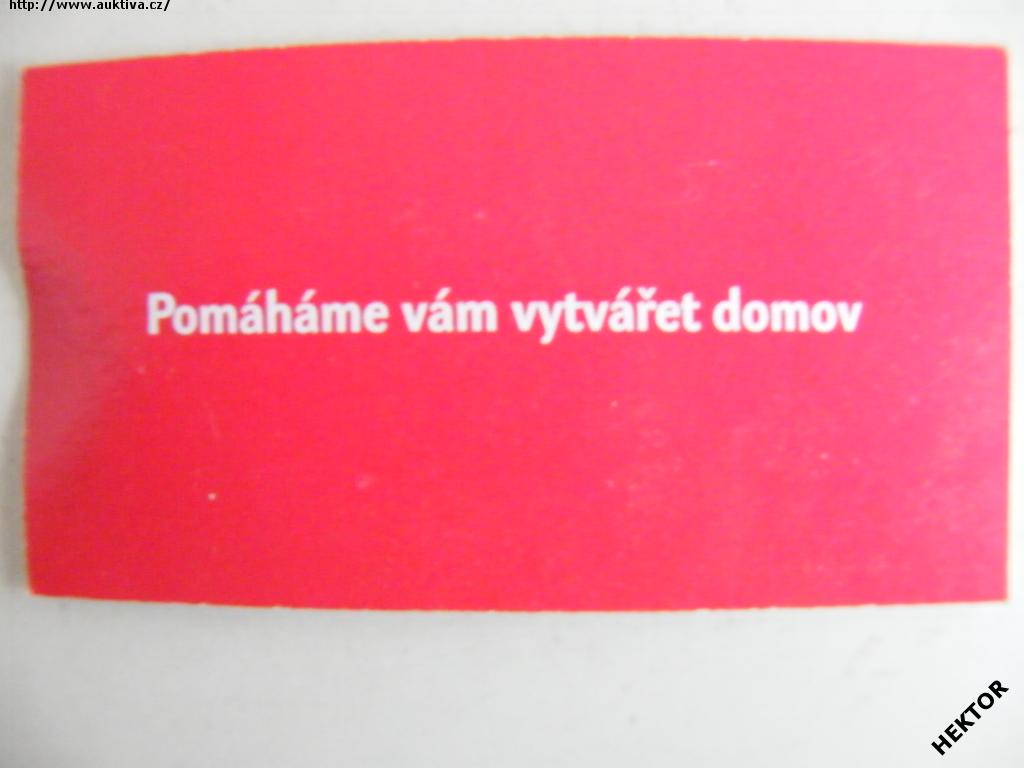 http://www.auktiva.cz/
Pomáháme vám vytvářet domov
HEKTOR